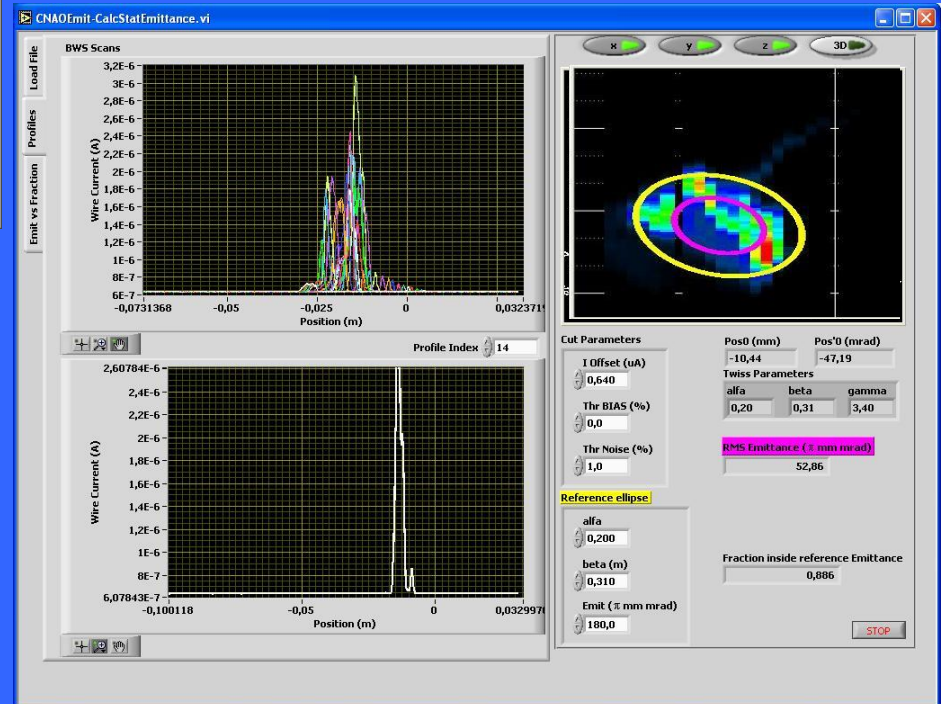 CNAOEmit-CalcStatEmittance.vi
Load File
Profiles
Emit vs Fraction
BWS Scans
Wire Current (A)
3,2E-6
3E-6
2,8E-6
2,6E-6
2,4E-6
2,2E-6
2E-6
1,8E-6
1,6E-6
1,4E-6
1,2E-6
1E-6
8E-7
6E-7
-0,0731368
-0,05
-0,025
0
0,0323719
Position (m)
Profile Index
14
Wire Current (A)
2,60784E-6
2,4E-6
2,2E-6
2E-6
1,8E-6
1,6E-6
1,4E-6
1,2E-6
1E-6
8E-7
6,07843E-7
-0,100118
-0,05
0
Position (m)
x
y
z
3D
Cut Parameters
I Offset (uA)
0,640
Thr BIAS (%)
0,0
Thr Noise (%)
1,0
Reference ellipse
alfa
0,200
beta (m)
0,310
Emit (π mm mrad)
180,0
Pos0 (mm)
Pos'0 (mrad)
-10,44
-47,19
Twiss Parameters
alfa
beta
gamma
0,20
0,31
3,40
RMS Emittance (π mm mrad)
52,86
Fraction inside reference Emittance
0,886
STOP